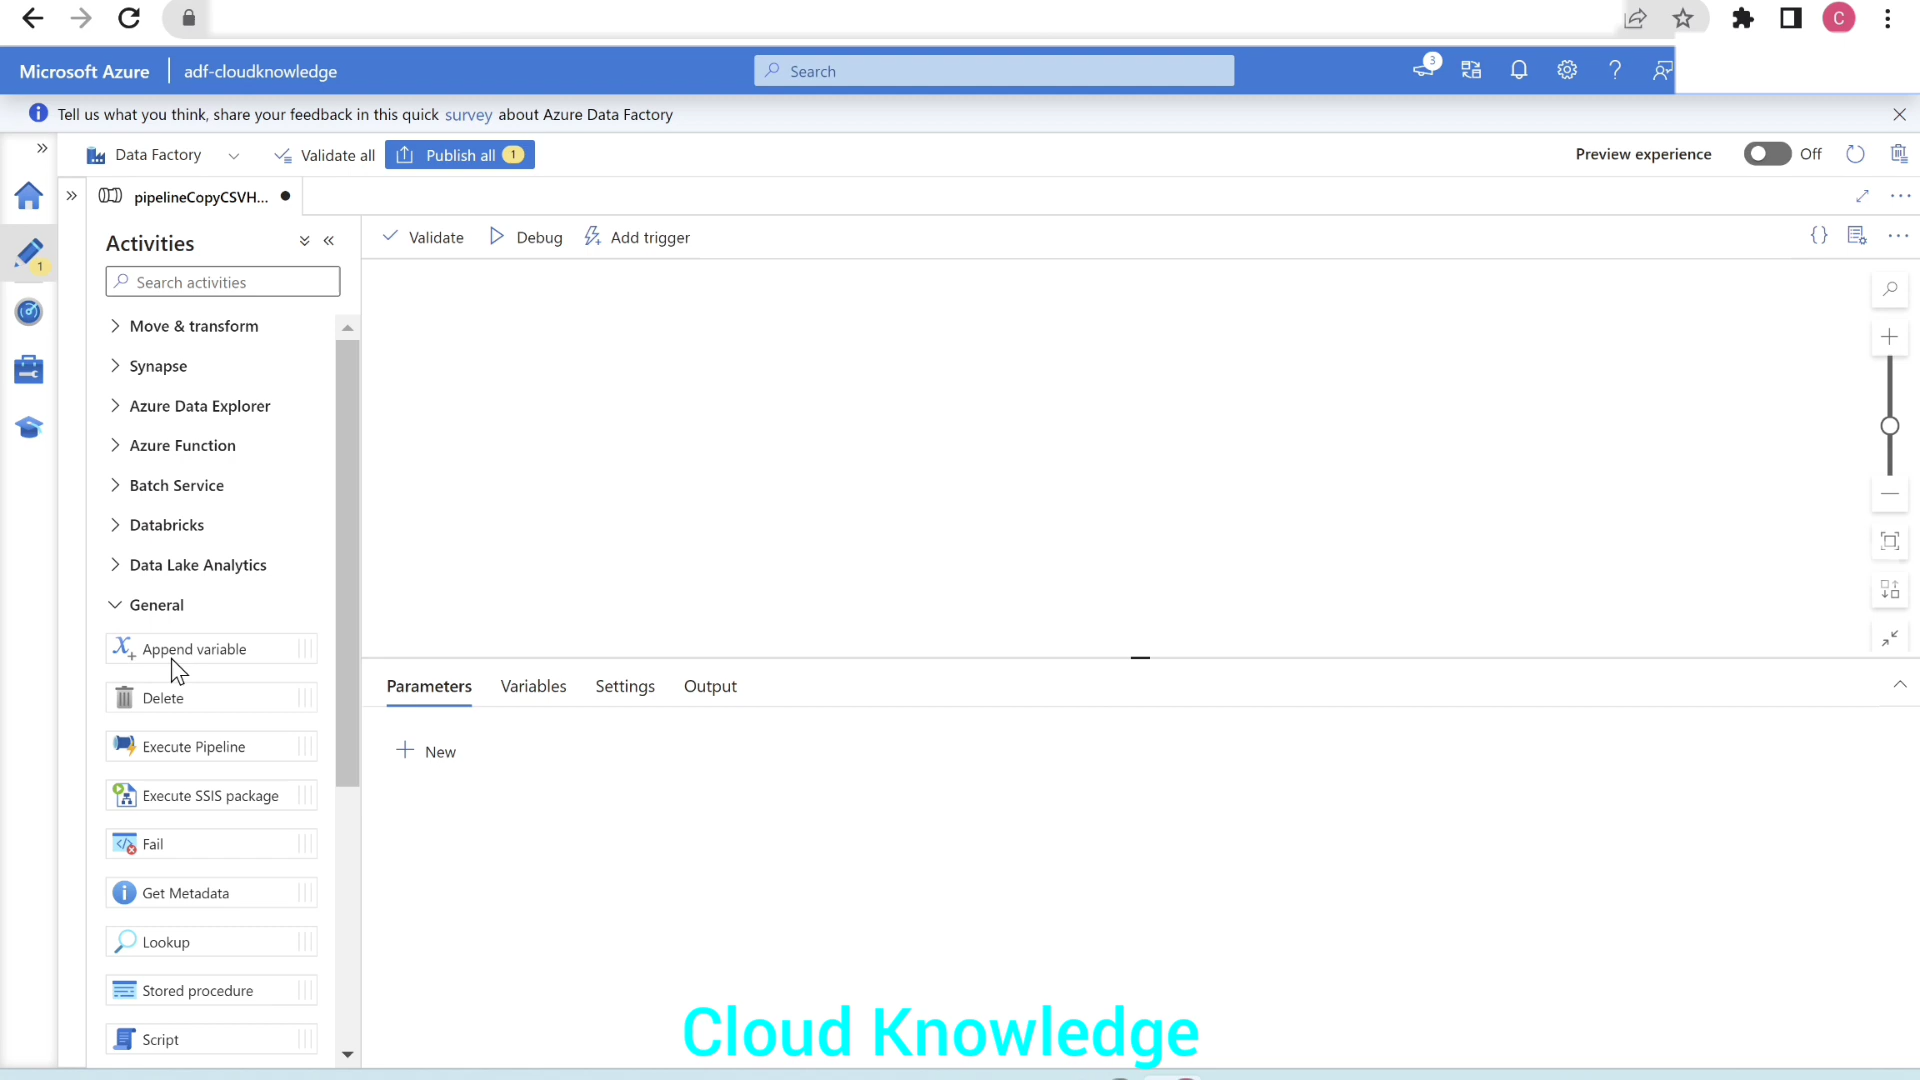 C
Microsoft Azure
adf-cloudknowledge
Search
3
Tell us what you think, share your feedback in this quick survey about Azure Data Factory
Data Factory
Validate all
Publish all 1
Preview experience
Off
pipelineCopyCSVH...
Activities
Validate
Debug
Add trigger
1
Search activities
Move & transform
Synapse
Azure Data Explorer
Azure Function
Batch Service
Databricks
Data Lake Analytics
General
Append variable
Delete
Execute Pipeline
Execute SSIS package
Fail
Get Metadata
Lookup
Stored procedure
Script
Parameters
Variables
Settings
Output
New
Cloud Knowledge